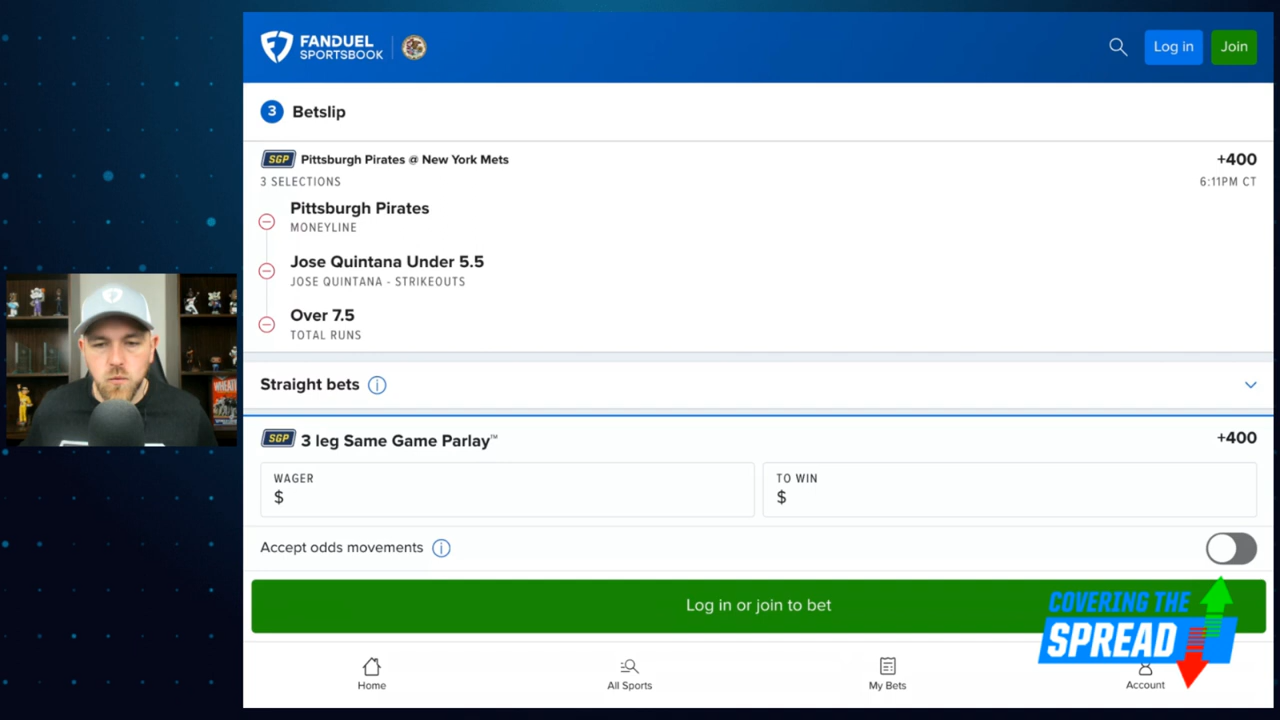 FANDUEL
SPORTSBOOK
Log in
Join
3 Betslip
SGP Pittsburgh Pirates @ New York Mets +400
3 SELECTIONS 6:11PM CT
Pittsburgh Pirates
MONEYLINE
Jose Quintana Under 5.5
JOSE QUINTANA - STRIKEOUTS
Over 7.5
TOTAL RUNS
Straight bets
SGP 3 leg Same Game Parlay™ +400
WAGER
$
TO WIN
$
Accept odds movements
Log in or join to bet
COVERING THE
SPREAD
Home
All Sports
My Bets
Account